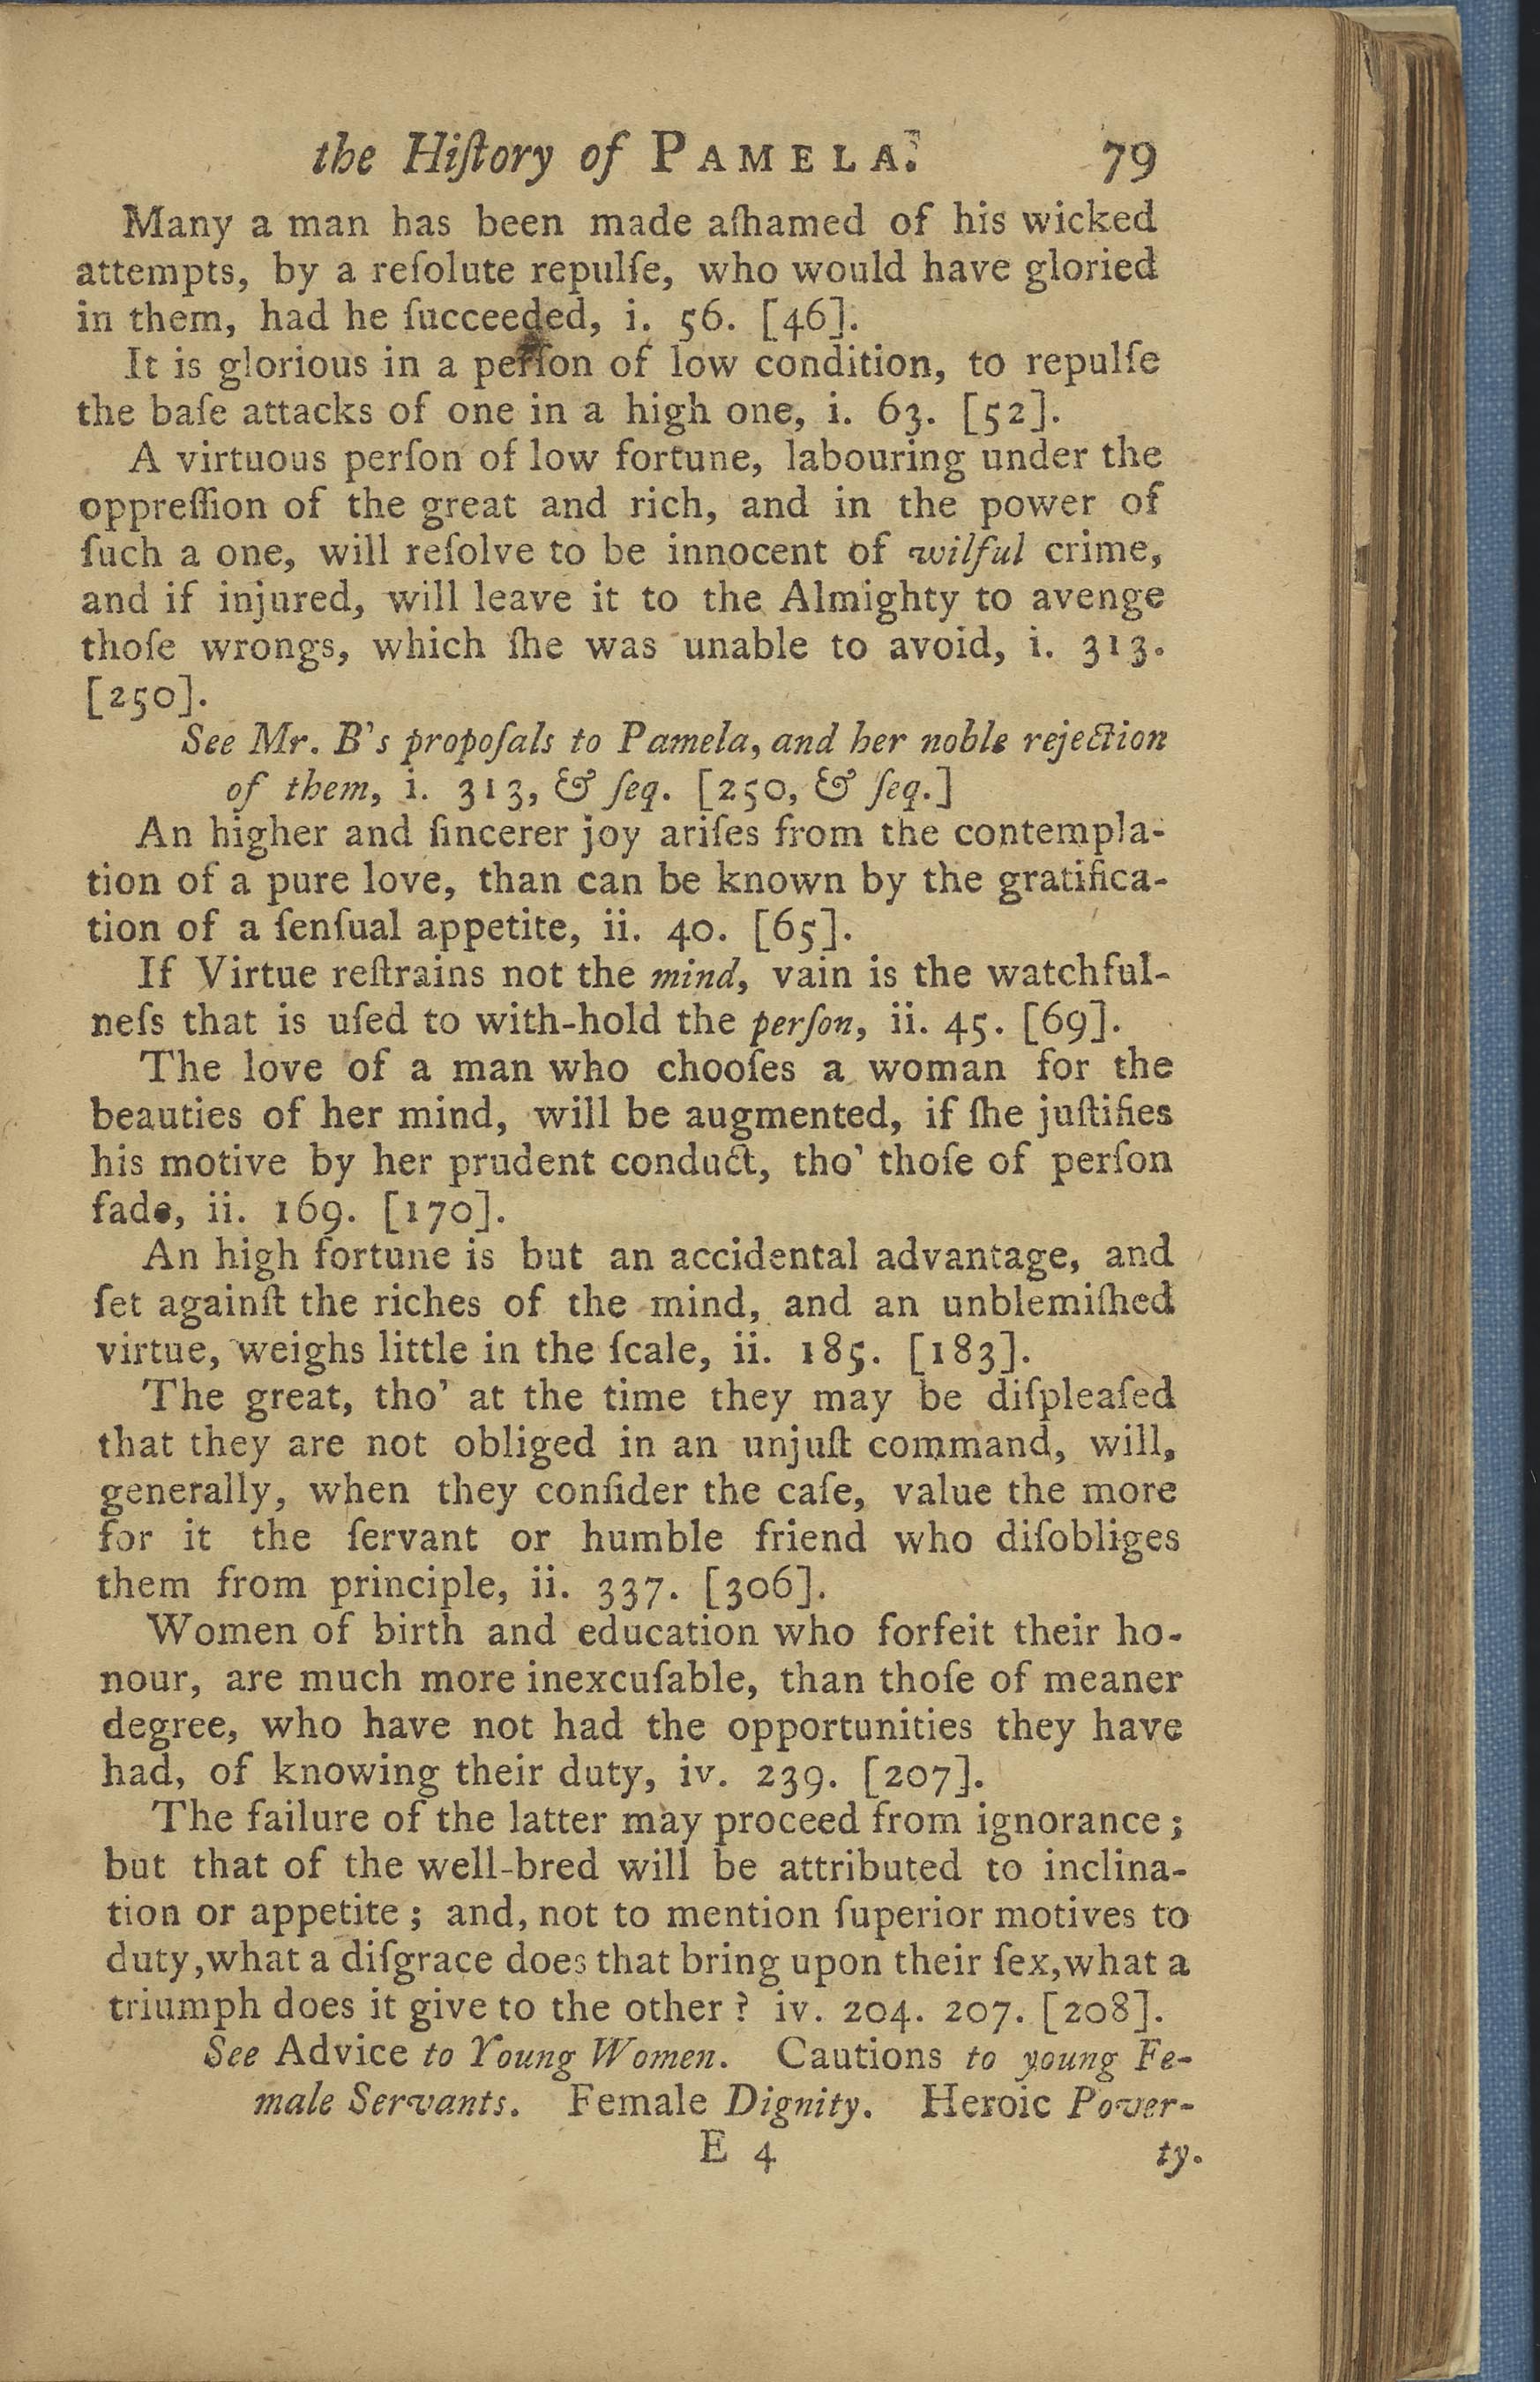 the Hiſtory of PAMELA. 79
Many a man has been made aſhamed of his wicked
attempts, by a reſolute repulſe, who would have gloried
in them, had he ſucceeded, i. 56. [46].
It is glorious in a perſon of low condition, to repulſe
the baſe attacks of one in a high one, i. 63. [52].
A virtuous perſon of low fortune, labouring under the
oppreſſion of the great and rich, and in the power of
ſuch a one, will reſolve to be innocent of wilful crime,
and if injured, will leave it to the Almighty to avenge
thoſe wrongs, which ſhe was unable to avoid, i. 313.
[250].
See Mr. B's propoſals to Pamela, and her noble rejection
of them, i. 313, & ſeq. [250, & ſeq.]
An higher and ſincerer joy ariſes from the contempla-
tion of a pure love, than can be known by the gratifica-
tion of a ſenſual appetite, ii. 40. [65].
If Virtue reſtrains not the mind, vain is the watchful-
neſs that is uſed to with-hold the perſon, ii. 45. [69].
The love of a man who chooſes a woman for the
beauties of her mind, will be augmented, if ſhe juſtifies
his motive by her prudent conduct, tho' thoſe of perſon
fade, ii. 169. [170].
An high fortune is but an accidental advantage, and
ſet againſt the riches of the mind, and an unblemiſhed
virtue, weighs little in the ſcale, ii. 185. [183].
The great, tho' at the time they may be diſpleaſed
that they are not obliged in an unjuſt command, will,
generally, when they conſider the caſe, value the more
for it the ſervant or humble friend who diſobliges
them from principle, ii. 337. [306].
Women of birth and education who forfeit their ho-
nour, are much more inexcuſable, than thoſe of meaner
degree, who have not had the opportunities they have
had, of knowing their duty, iv. 239. [207].
The failure of the latter may proceed from ignorance;
but that of the well-bred will be attributed to inclina-
tion or appetite; and, not to mention ſuperior motives to
duty, what a diſgrace does that bring upon their ſex, what a
triumph does it give to the other? iv. 204. 207. [208].
See Advice to Young Women. Cautions to young Fe-
male Servants. Female Dignity. Heroic Pover-
E 4 ty.